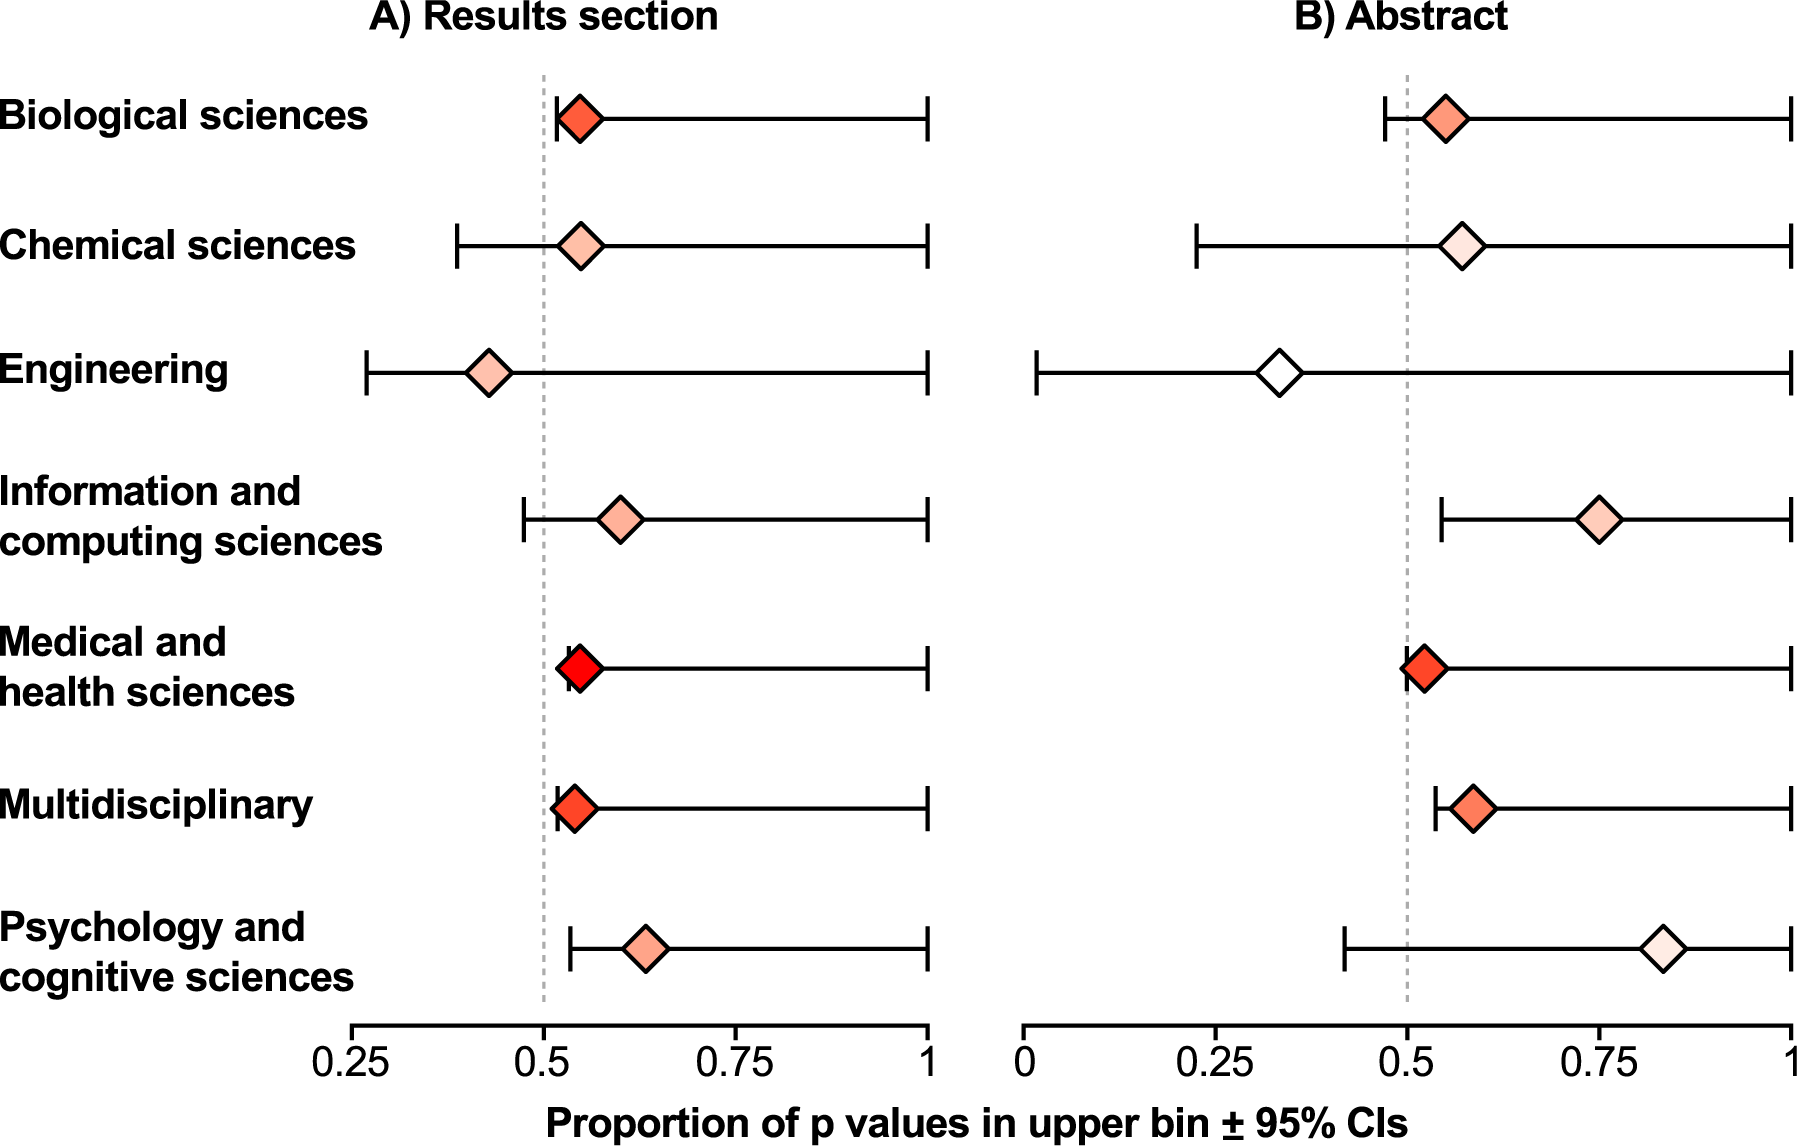 A) Results section
B) Abstract
Biological sciences
Chemical sciences
Engineering
Information and
computing sciences
Medical and
health sciences
Multidisciplinary
Psychology and
cognitive sciences
0.25 0.5 0.75 1
0 0.25 0.5 0.75 1
Proportion of p values in upper bin ± 95% CIs